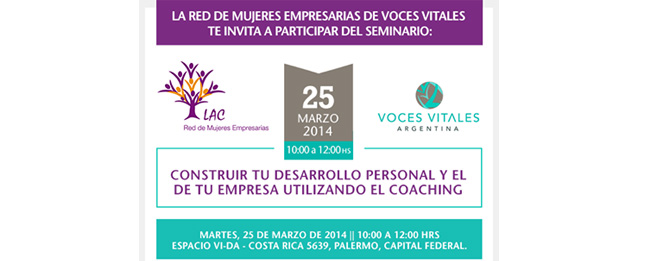 LA RED DE MUJERES EMPRESARIAS DE VOCES VITALES
TE INVITA A PARTICIPAR DEL SEMINARIO:
LAC
Red de Mujeres Empresarias
25
MARZO
2014
10:00 a 12:00 HS
VOCES VITALES
ARGENTINA
CONSTRUIR TU DESARROLLO PERSONAL Y EL
DE TU EMPRESA UTILIZANDO EL COACHING
MARTES, 25 DE MARZO DE 2014 || 10:00 A 12:00 HRS
ESPACIO VI-DA - COSTA RICA 5639, PALERMO, CAPITAL FEDERAL.